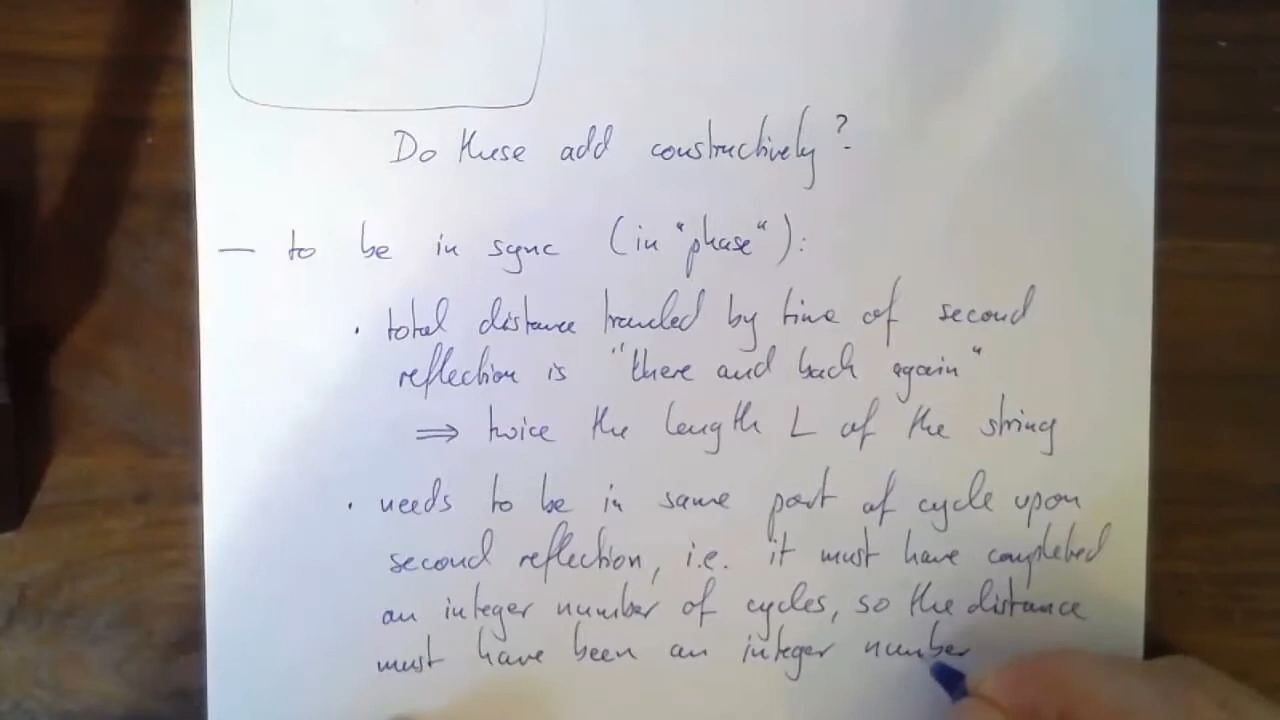 Do these add constructively?
— to be in sync (in "phase"):
· total distance traveled by time of second
reflection is "there and back again"
⇒ twice the length L of the string
· needs to be in same part of cycle upon
second reflection, i.e. it must have completed
an integer number of cycles, so the distance
must have been an integer number